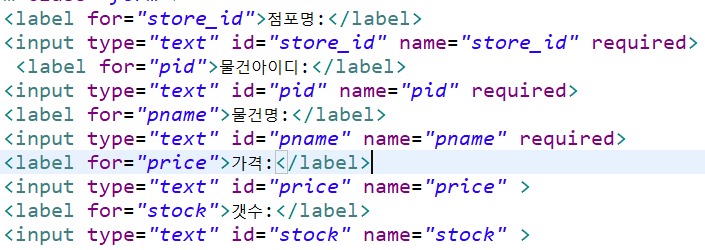 <label for="store_id">점포명:</label>
<input type="text" id="store_id" name="store_id" required>
<label for="pid">물건아이디:</label>
<input type="text" id="pid" name="pid" required>
<label for="pname">물건명:</label>
<input type="text" id="pname" name="pname" required>
<label for="price">가격:</label>
<input type="text" id="price" name="price" >
<label for="stock">갯수:</label>
<input type="text" id="stock" name="stock" >